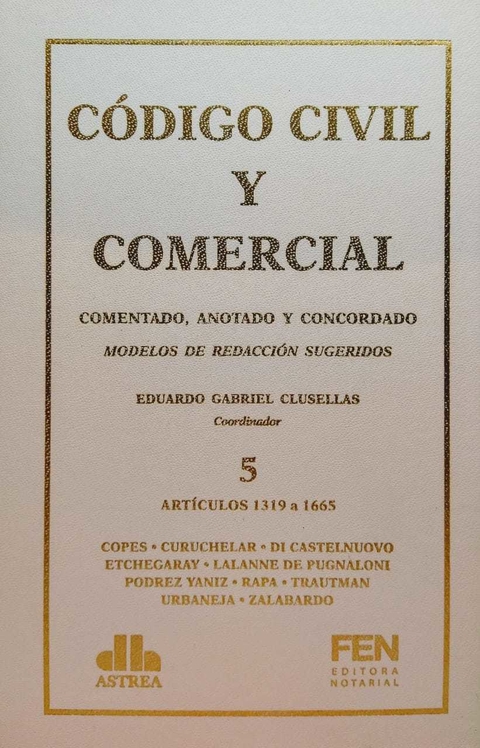 CÓDIGO CIVIL
Y
COMERCIAL
COMENTADO, ANOTADO Y CONCORDADO
MODELOS DE REDACCIÓN SUGERIDOS
EDUARDO GABRIEL CLUSELLAS
Coordinador
5
ARTÍCULOS 1319 a 1665
COPES • CURUCHELAR • DI CASTELNUOVO
ETCHEGARAY • LALANNE DE PUGNALONI
PODREZ YANIZ • RAPA • TRAUTMAN
URBANEJA • ZALABARDO
ASTREA
FEN
EDITORA
NOTARIAL